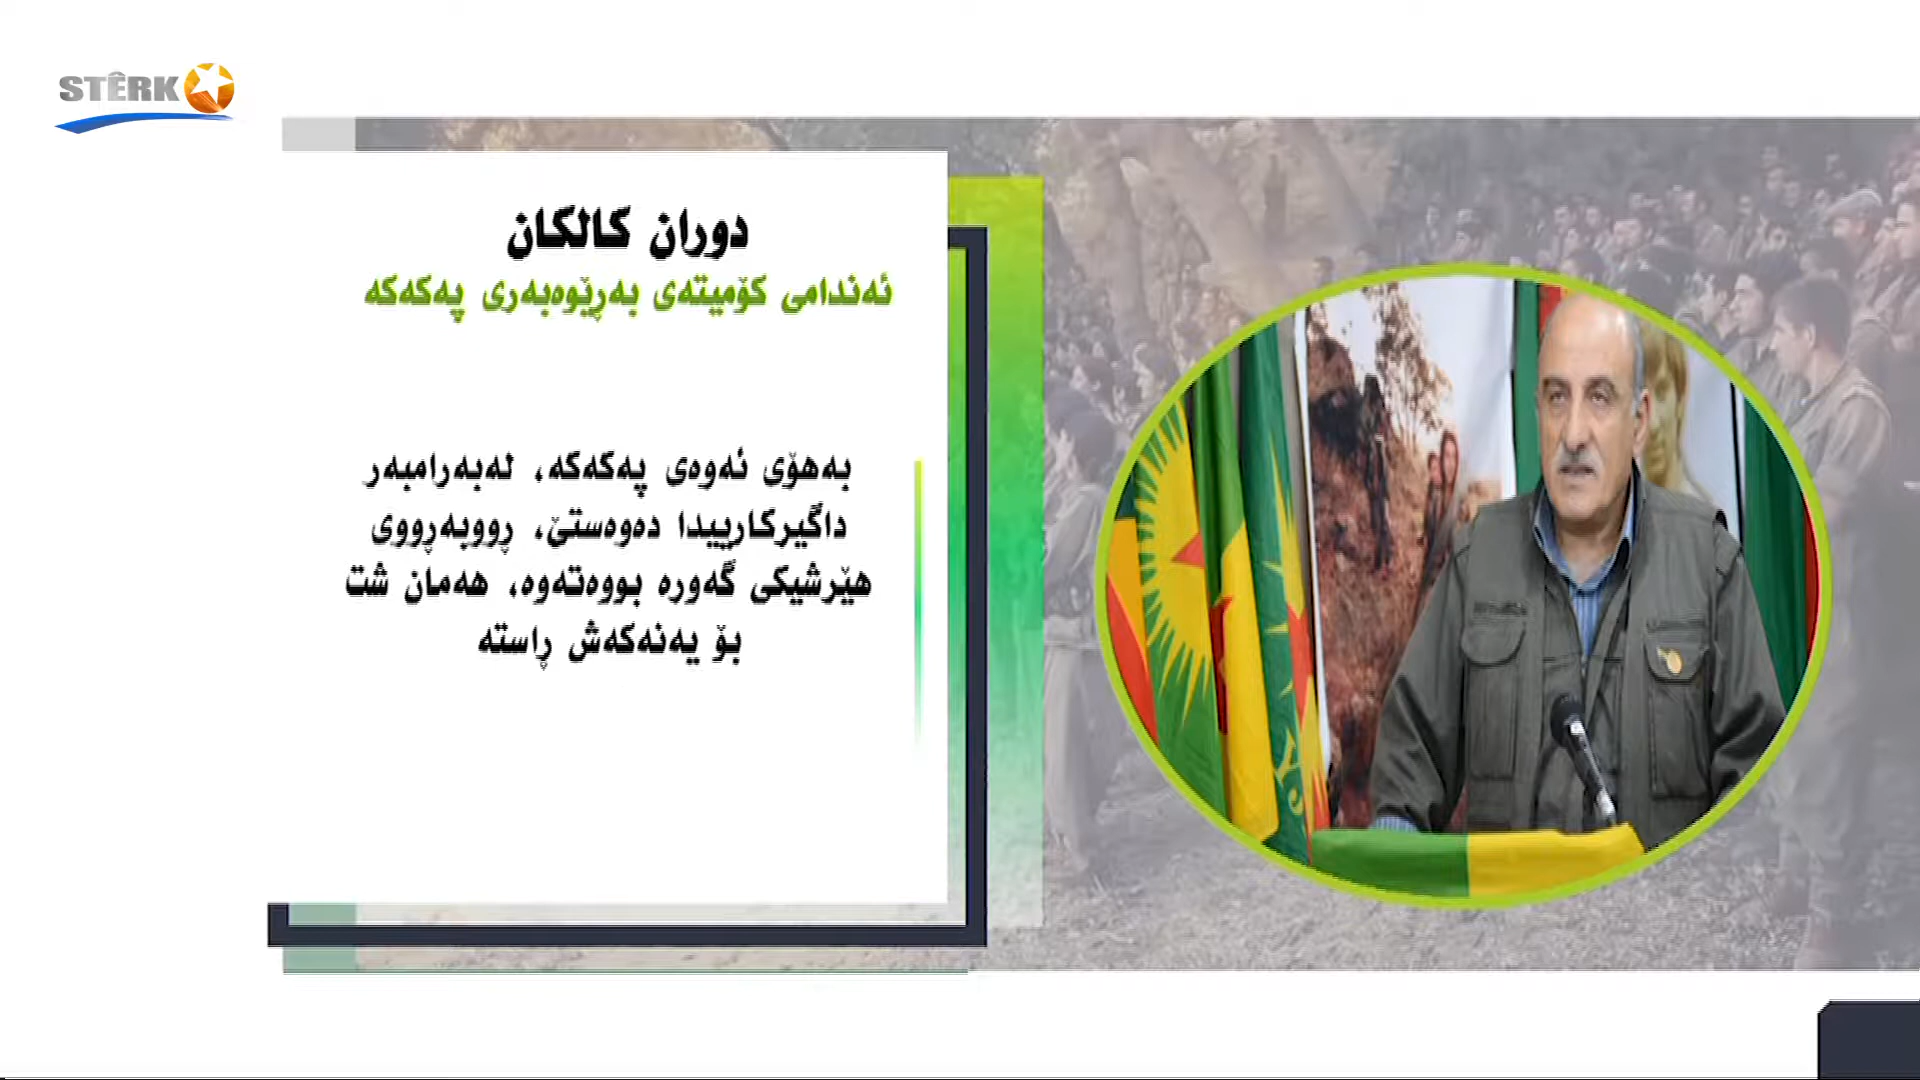 STÊRK
دوران کالکان
ئەندامی کۆمیتەی بەڕێوەبەری پەکەکە
بەهۆی ئەوەی پەکەکە، لەبەرامبەر
داگیرکارییدا دەوەستێ، ڕووبەڕووی
هێرشیکی گەورە بووەتەوە، هەمان شت
بۆ یەنەکەش ڕاستە